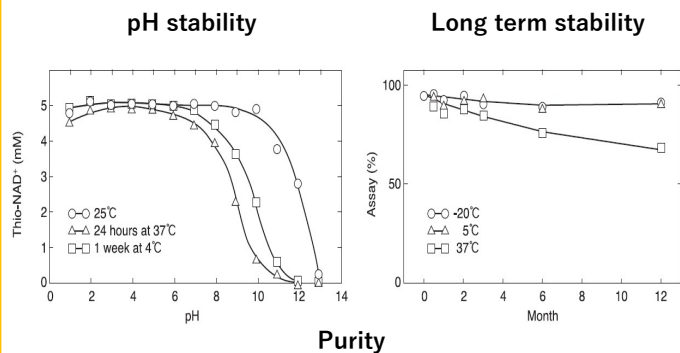 pH stability
Long term stability
Thio-NAD⁺ (mM)
6
5
4
3
2
1
0
25℃
24 hours at 37℃
1 week at 4℃
0 2 4 6 8 10 12 14
pH
Assay (%)
100
50
0
-20℃
5℃
37℃
0 2 4 6 8 10 12
Month
Purity